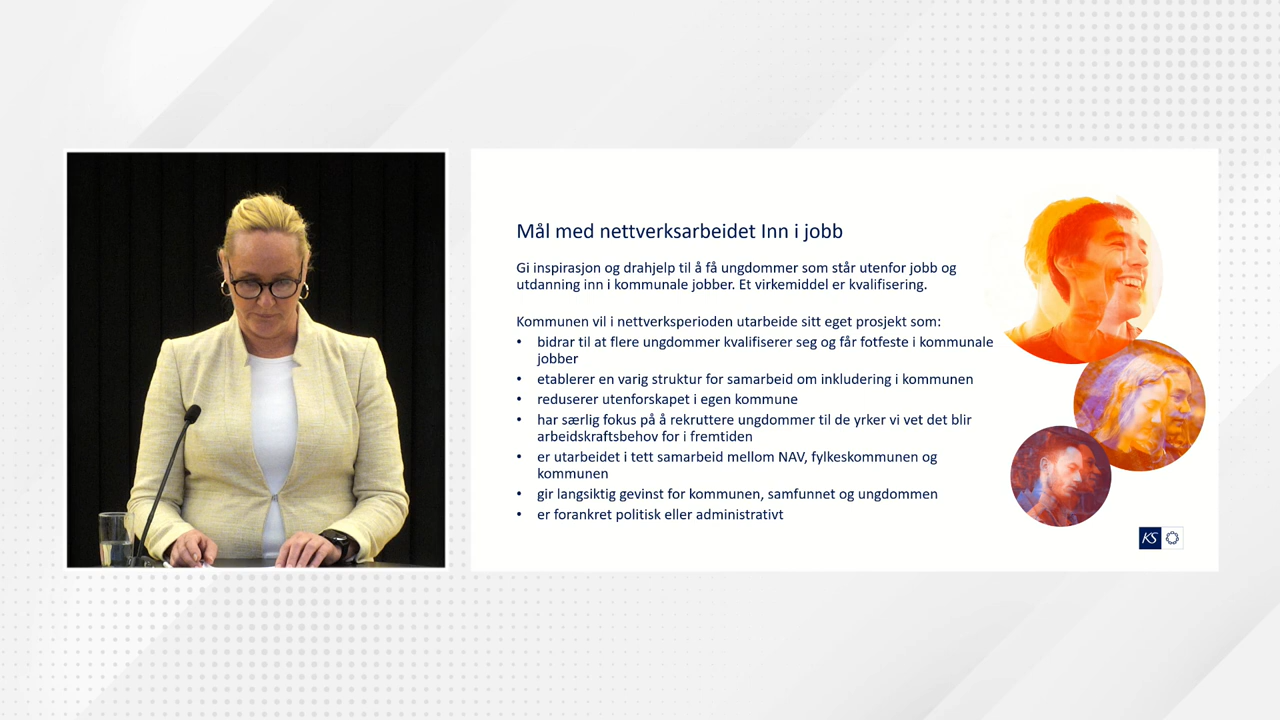 Mål med nettverksarbeidet Inn i jobb
Gi inspirasjon og drahjelp til å få ungdommer som står utenfor jobb og
utdanning inn i kommunale jobber. Et virkemiddel er kvalifisering.
Kommunen vil i nettverksperioden utarbeide sitt eget prosjekt som:
• bidrar til at flere ungdommer kvalifiserer seg og får fotfeste i kommunale
jobber
• etablerer en varig struktur for samarbeid om inkludering i kommunen
• reduserer utenforskapet i egen kommune
• har særlig fokus på å rekruttere ungdommer til de yrker vi vet det blir
arbeidskraftsbehov for i fremtiden
• er utarbeidet i tett samarbeid mellom NAV, fylkeskommunen og
kommunen
• gir langsiktig gevinst for kommunen, samfunnet og ungdommen
• er forankret politisk eller administrativt
KS